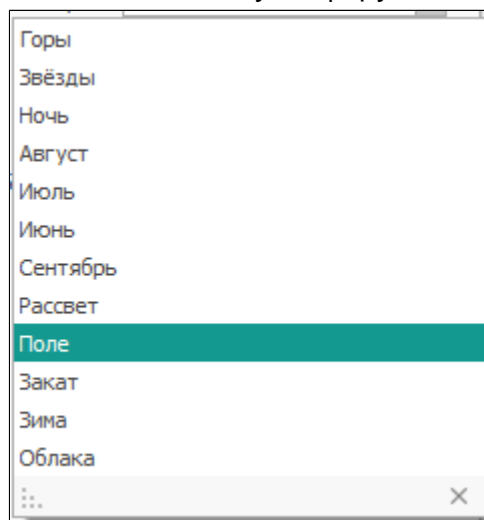 Горы
Звёзды
Ночь
Август
Июль
Июнь
Сентябрь
Рассвет
Поле
Закат
Зима
Облака